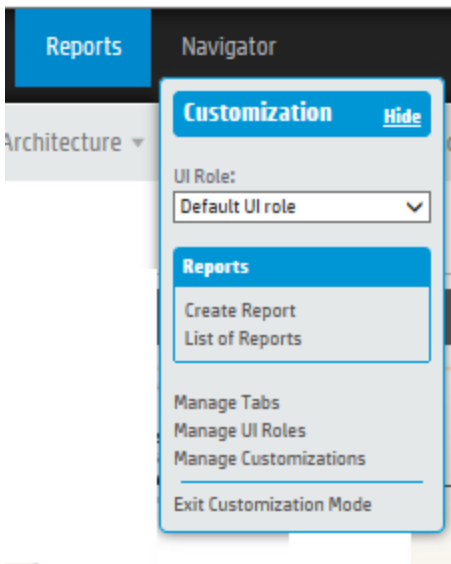 Reports Navigator
Customization Hide
Architecture
UI Role:
Default UI role
Reports
Create Report
List of Reports
Manage Tabs
Manage UI Roles
Manage Customizations
Exit Customization Mode